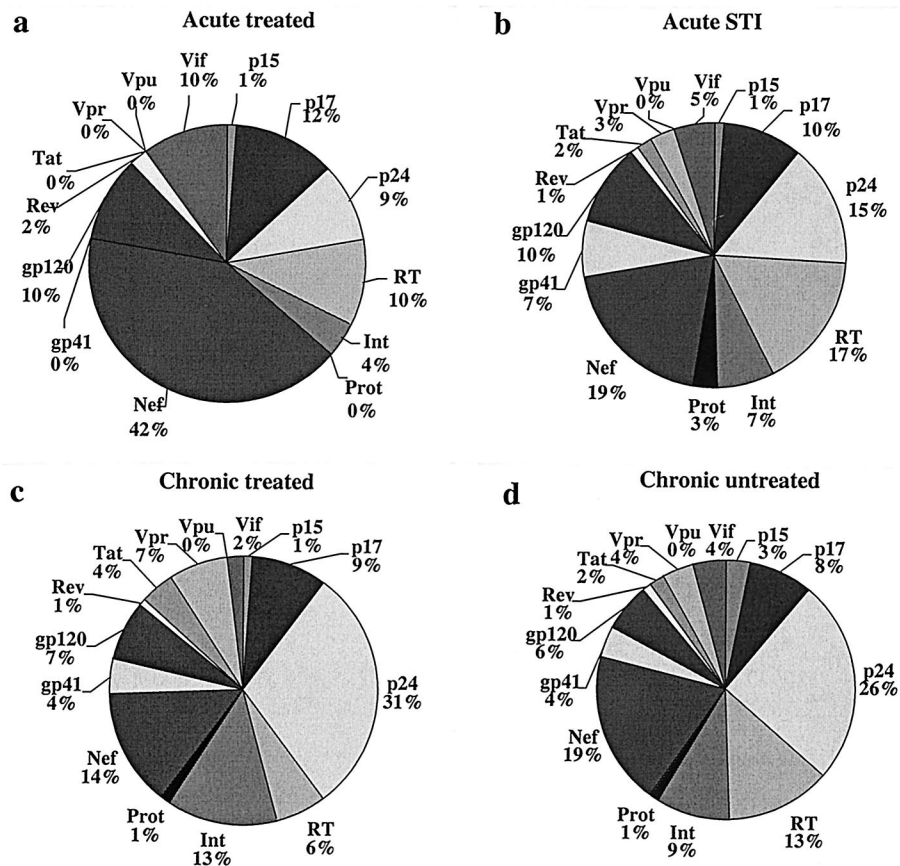 a
Acute treated
Vif
10%
p15
1%
p17
12%
p24
9%
RT
10%
Int
4%
Prot
0%
Nef
42%
gp41
0%
gp120
10%
Rev
2%
Tat
0%
Vpr
0%
Vpu
0%
b
Acute STI
Vif
5%
p15
1%
p17
10%
p24
15%
RT
17%
Int
7%
Prot
3%
Nef
19%
gp41
7%
gp120
10%
Rev
1%
Tat
2%
Vpr
3%
Vpu
0%
c
Chronic treated
Vif
2%
p15
1%
p17
9%
p24
31%
RT
6%
Int
13%
Prot
1%
Nef
14%
gp41
4%
gp120
7%
Rev
1%
Tat
4%
Vpr
7%
Vpu
0%
d
Chronic untreated
Vif
4%
p15
3%
p17
8%
p24
26%
RT
13%
Int
9%
Prot
1%
Nef
19%
gp41
4%
gp120
6%
Rev
1%
Tat
2%
Vpr
4%
Vpu
0%